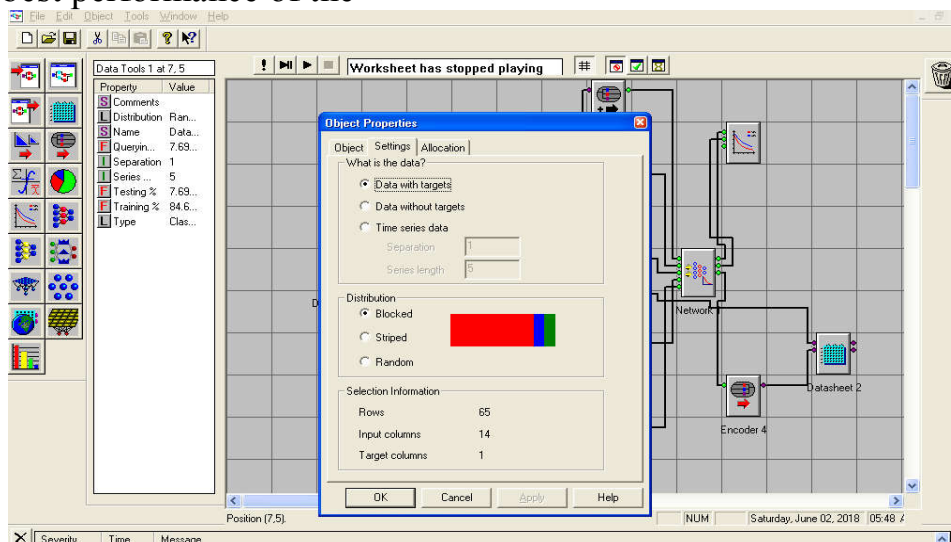 best performance of the
File Edit Object Tools Window Help
Data Tools 1 at 7, 5
Worksheet has stopped playing
Property Value
S Comments
L Distribution Ran...
S Name Data...
F Queryin... 7.69...
I Separation 1
I Series ... 5
F Testing % 7.69...
F Training % 84.6...
L Type Clas...
Object Properties
Object Settings Allocation
What is the data?
Data with targets
Data without targets
Time series data
Separation 1
Series length 5
Distribution
Blocked
Striped
Random
Selection Information
Rows 65
Input columns 14
Target columns 1
OK Cancel Apply Help
D
Network
Datasheet 2
Encoder 4
Position (7,5).
NUM Saturday, June 02, 2018 05:48
Severity Time Message